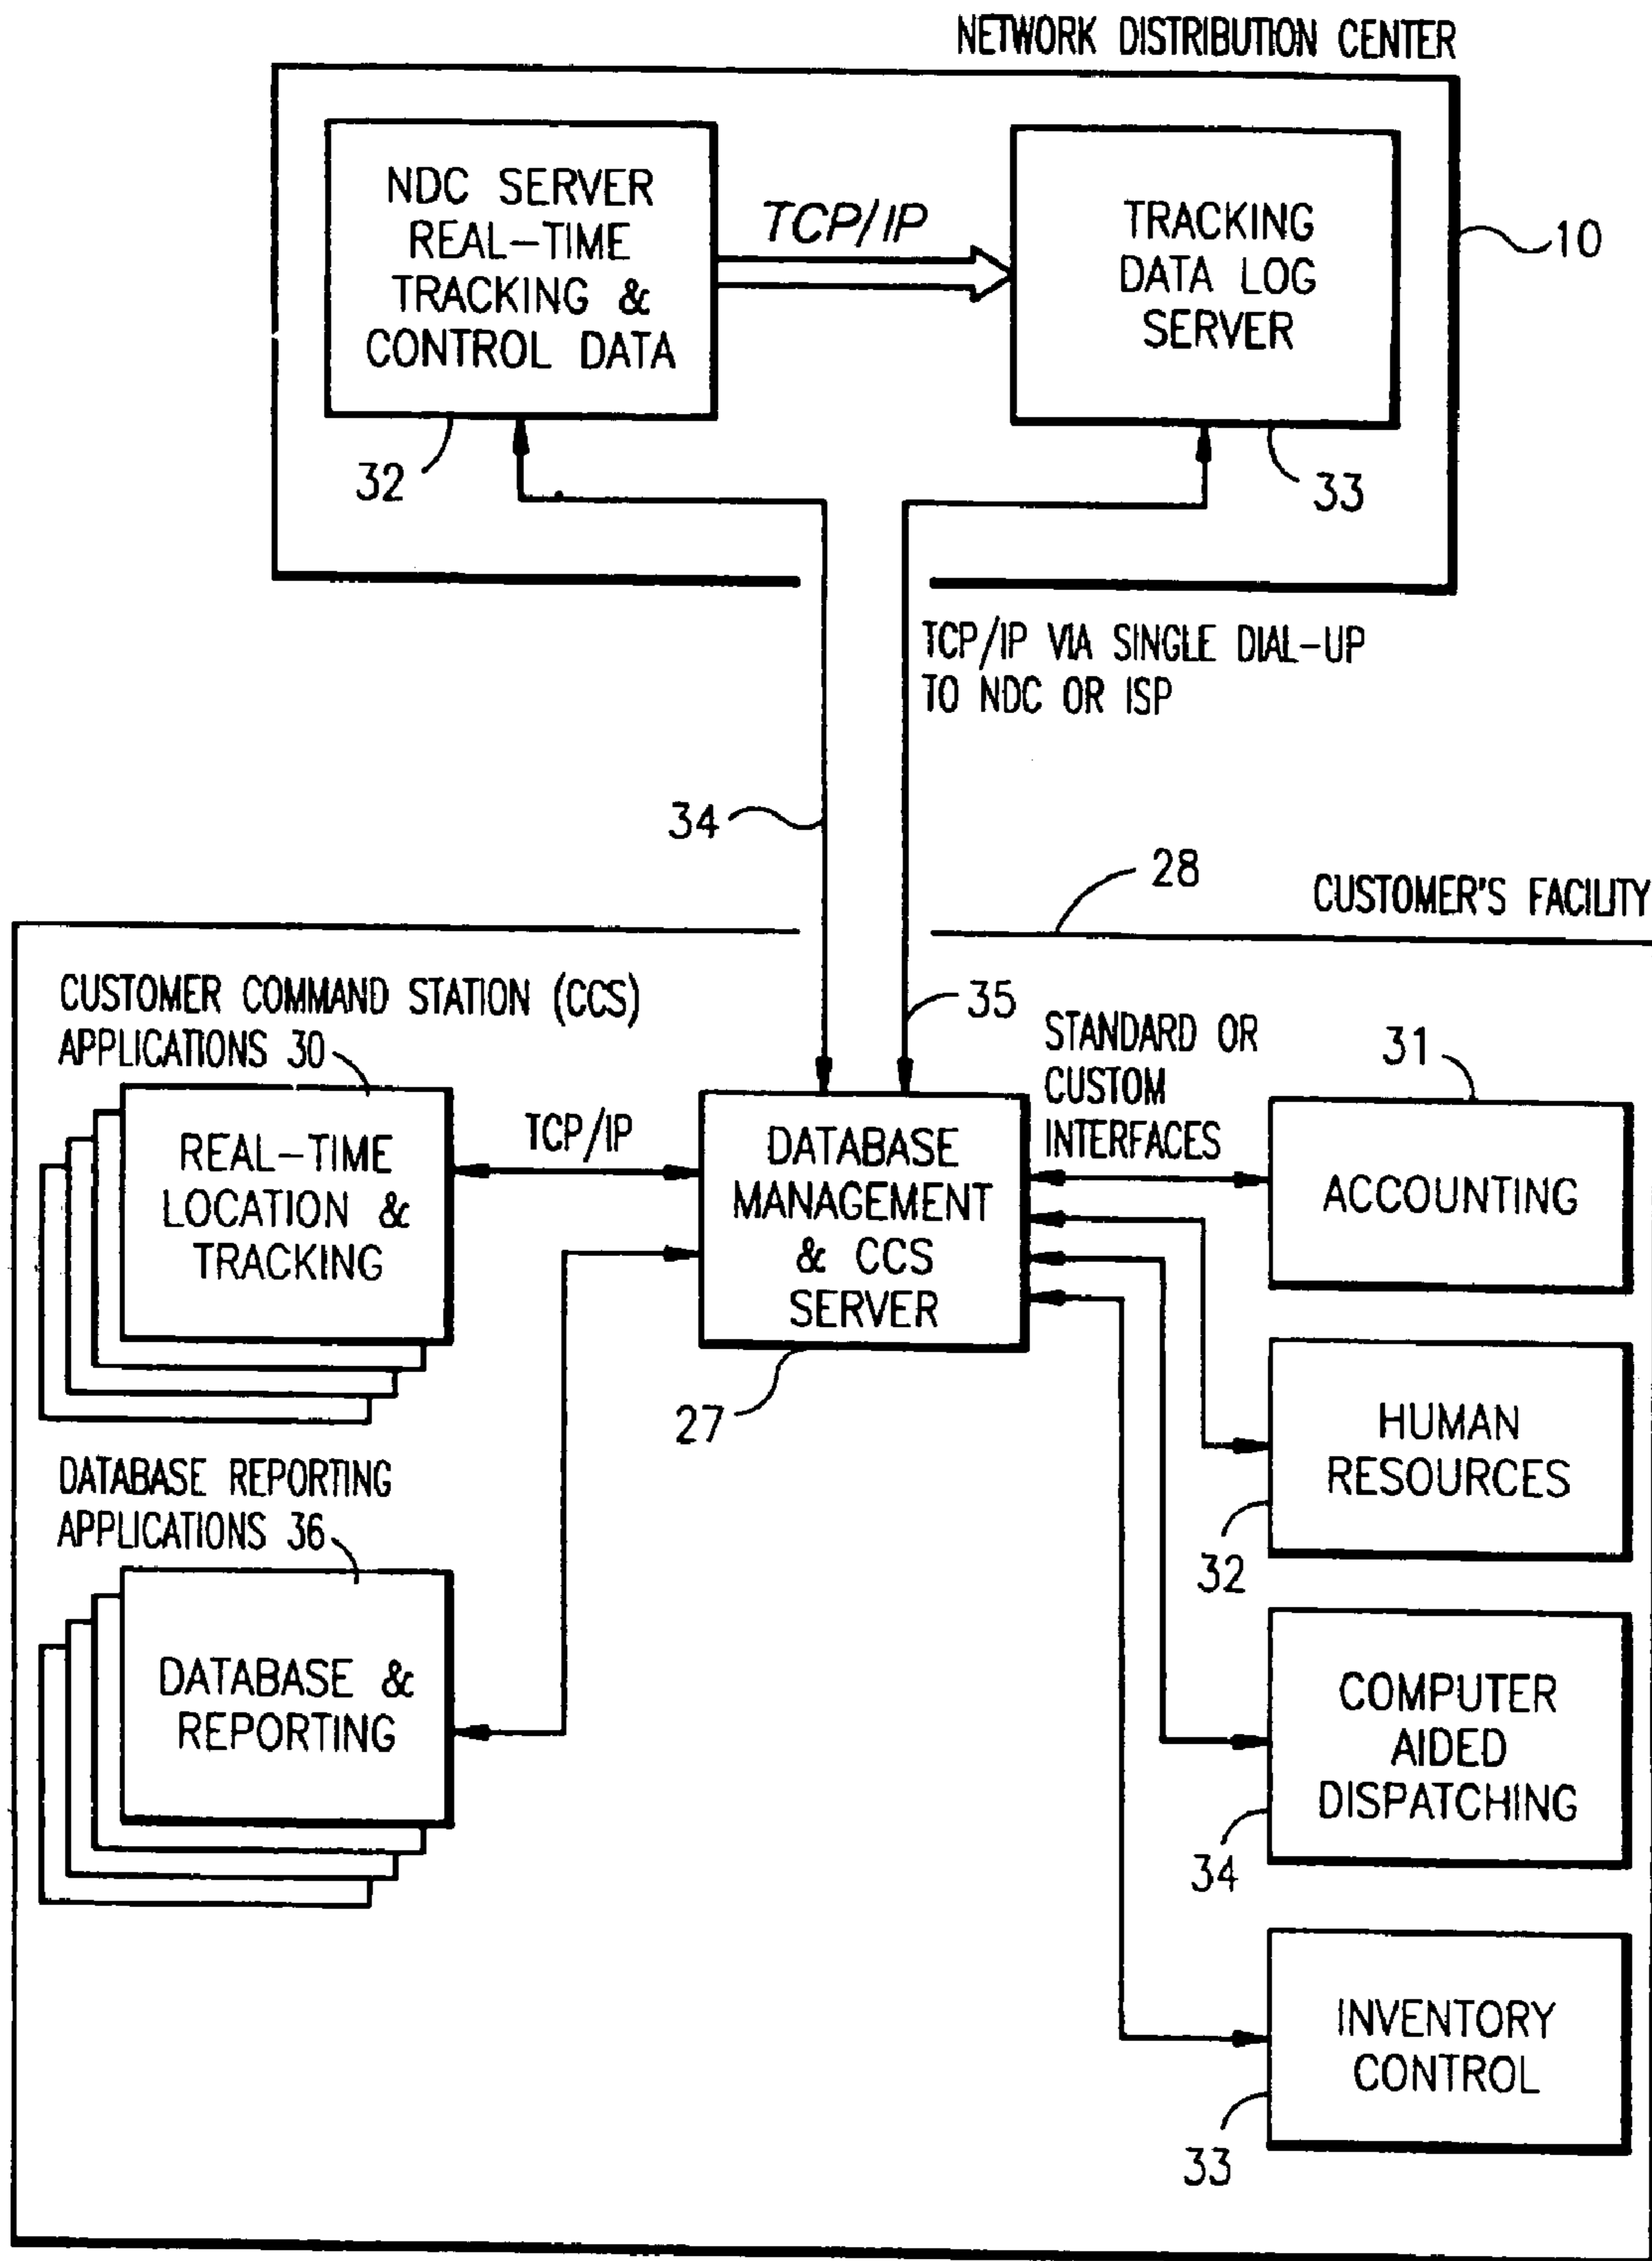 NETWORK DISTRIBUTION CENTER
NDC SERVER
REAL-TIME
TRACKING &
CONTROL DATA
TCP/IP
TRACKING
DATA LOG
SERVER
10
32
33
TCP/IP VIA SINGLE DIAL-UP
TO NDC OR ISP
34
28
CUSTOMER'S FACILITY
CUSTOMER COMMAND STATION (CCS)
APPLICATIONS 30
REAL-TIME
LOCATION &
TRACKING
TCP/IP
35
DATABASE
MANAGEMENT
& CCS
SERVER
27
STANDARD OR
CUSTOM
INTERFACES
31
ACCOUNTING
HUMAN
RESOURCES
32
DATABASE REPORTING
APPLICATIONS 36
DATABASE &
REPORTING
COMPUTER
AIDED
DISPATCHING
34
INVENTORY
CONTROL
33